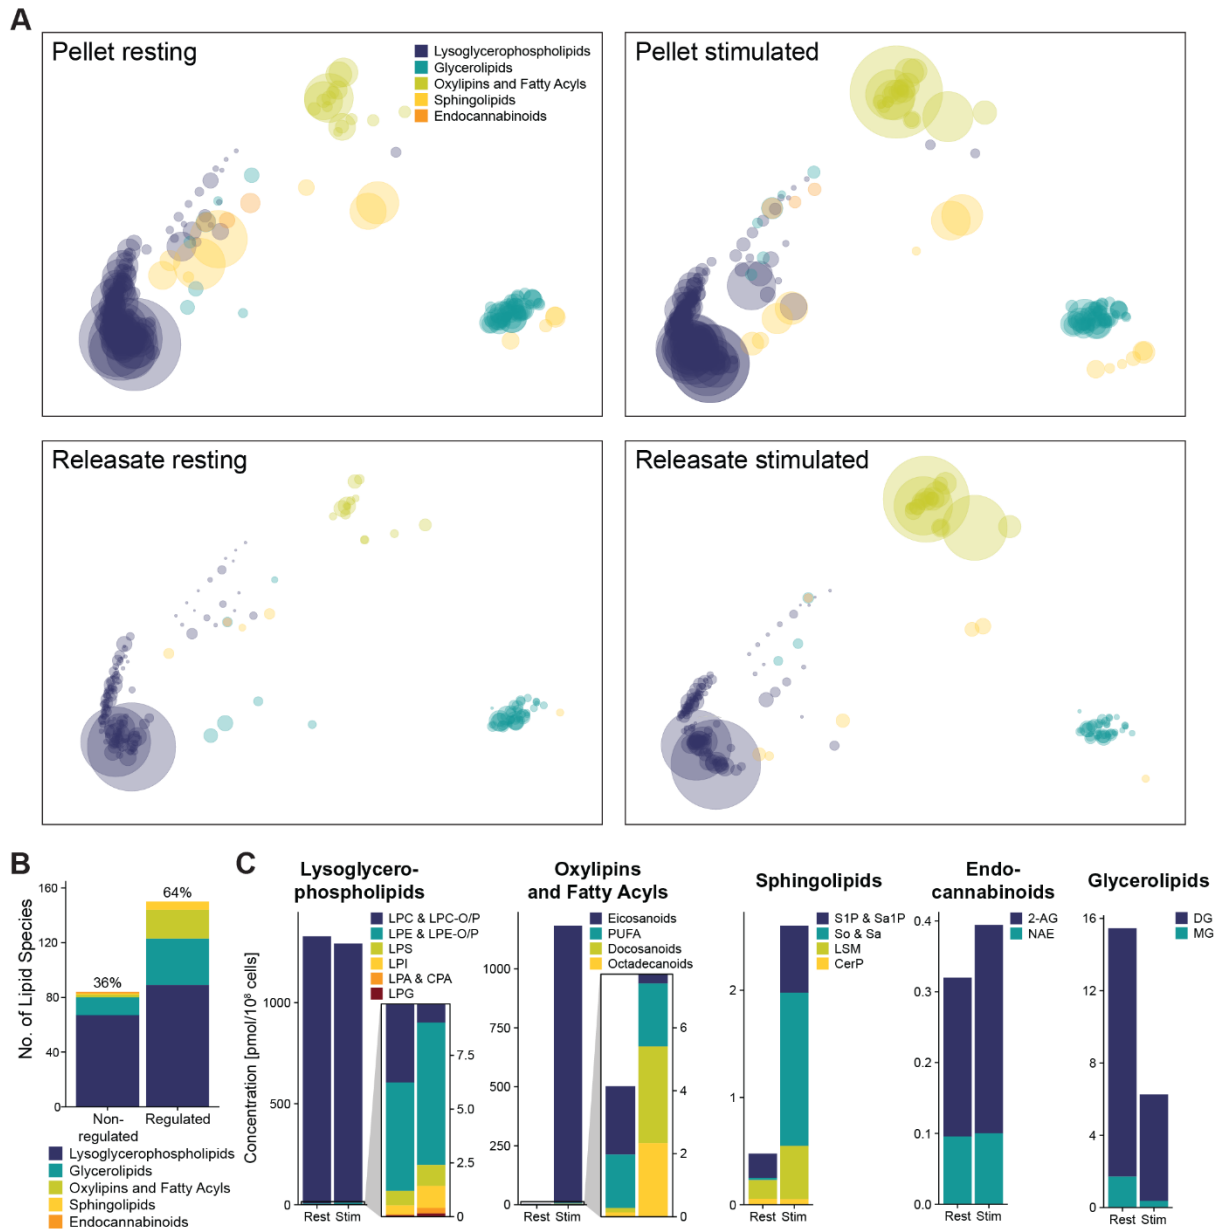 A
Pellet resting
Lysoglycerophospholipids
Glycerolipids
Oxylipins and Fatty Acyls
Sphingolipids
Endocannabinoids
Pellet stimulated
Releasate resting
Releasate stimulated
B
No. of Lipid Species
160
120
80
40
0
36%
64%
Non-
regulated
Regulated
Lysoglycerophospholipids
Glycerolipids
Oxylipins and Fatty Acyls
Sphingolipids
Endocannabinoids
C
Concentration [pmol/10⁸ cells]
Lysoglycero-
phospholipids
LPC & LPC-O/P
LPE & LPE-O/P
LPS
LPI
LPA & CPA
LPG
1000
500
0
7.5
5.0
2.5
0
Rest Stim
Oxylipins
and Fatty Acyls
Eicosanoids
PUFA
Docosanoids
Octadecanoids
1000
750
500
250
0
6
4
2
0
Rest Stim
Sphingolipids
S1P & Sa1P
So & Sa
LSM
CerP
2
1
0
Rest Stim
Endo-
cannabinoids
2-AG
NAE
0.4
0.3
0.2
0.1
0.0
Rest Stim
Glycerolipids
DG
MG
16
12
8
4
0
Rest Stim